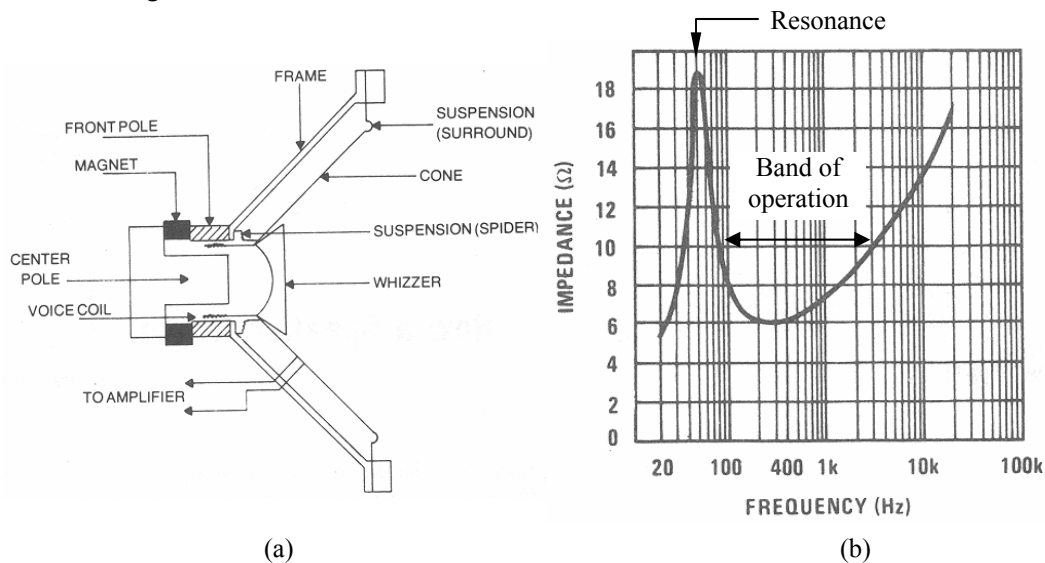 FRAME
SUSPENSION
(SURROUND)
FRONT POLE
MAGNET
CONE
SUSPENSION (SPIDER)
CENTER
POLE
WHIZZER
VOICE COIL
TO AMPLIFIER
(a)
Resonance
Band of
operation
IMPEDANCE (Ω)
18
16
14
12
10
8
6
4
2
0
20 100 400 1k 10k 100k
FREQUENCY (Hz)
(b)